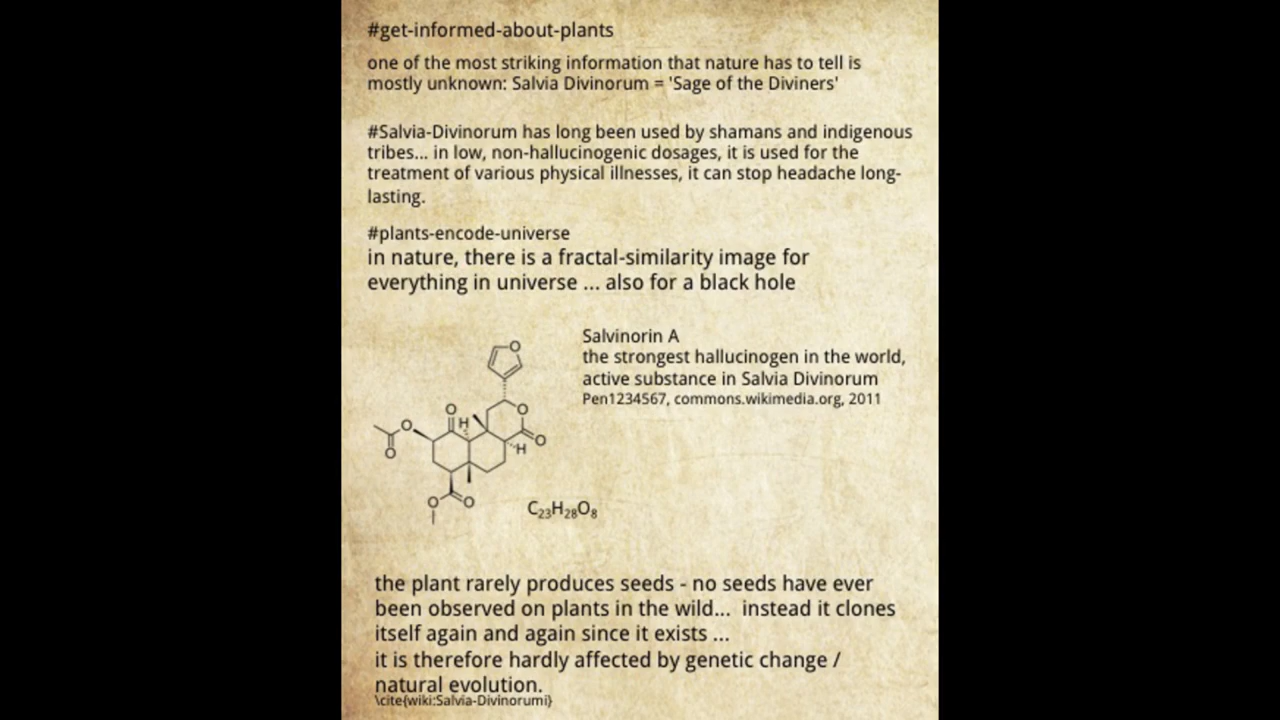 #get-informed-about-plants
one of the most striking information that nature has to tell is
mostly unknown: Salvia Divinorum = 'Sage of the Diviners'
#Salvia-Divinorum has long been used by shamans and indigenous
tribes... in low, non-hallucinogenic dosages, it is used for the
treatment of various physical illnesses, it can stop headache long-
lasting.
#plants-encode-universe
in nature, there is a fractal-similarity image for
everything in universe ... also for a black hole
Salvinorin A
the strongest hallucinogen in the world,
active substance in Salvia Divinorum
Pen1234567, commons.wikimedia.org, 2011
O
O
O
H
O
O
O
H
O
O
C₂₃H₂₈O₈
the plant rarely produces seeds - no seeds have ever
been observed on plants in the wild... instead it clones
itself again and again since it exists ...
it is therefore hardly affected by genetic change /
natural evolution.
\cite{wiki:Salvia-Divinorumi}